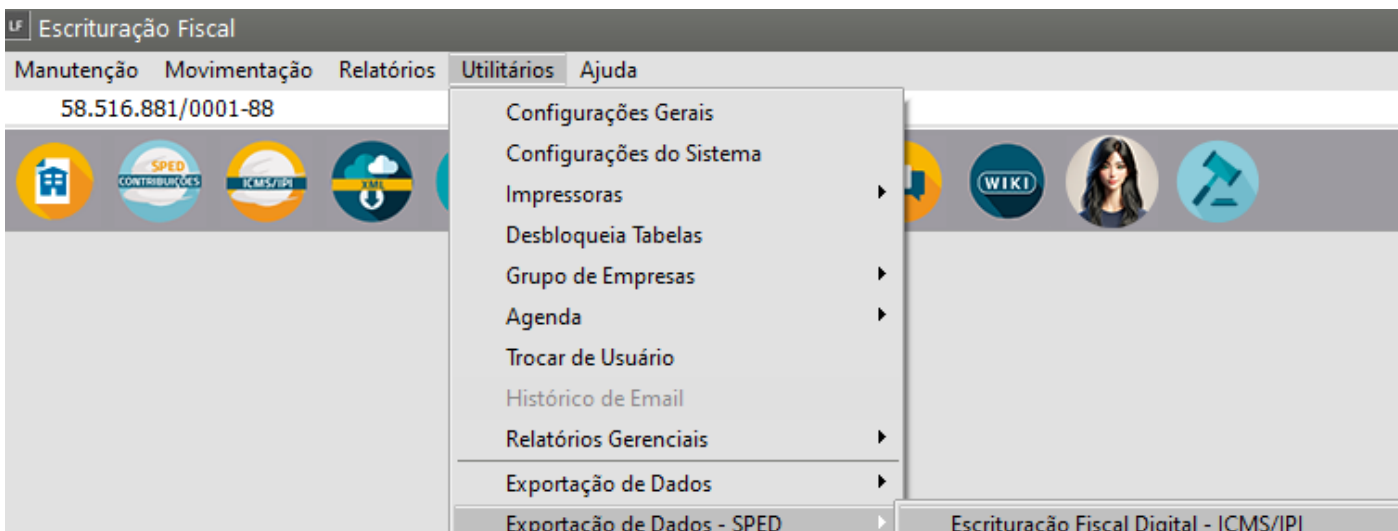 LF Escrituração Fiscal
Manutenção Movimentação Relatórios Utilitários Ajuda
58.516.881/0001-88
SPED CONTRIBUIÇÕES
ICMS/IPI
XML
WIKI
Configurações Gerais
Configurações do Sistema
Impressoras
Desbloqueia Tabelas
Grupo de Empresas
Agenda
Trocar de Usuário
Histórico de Email
Relatórios Gerenciais
Exportação de Dados
Exportação de Dados - SPED
Escrituração Fiscal Digital - ICMS/IPI